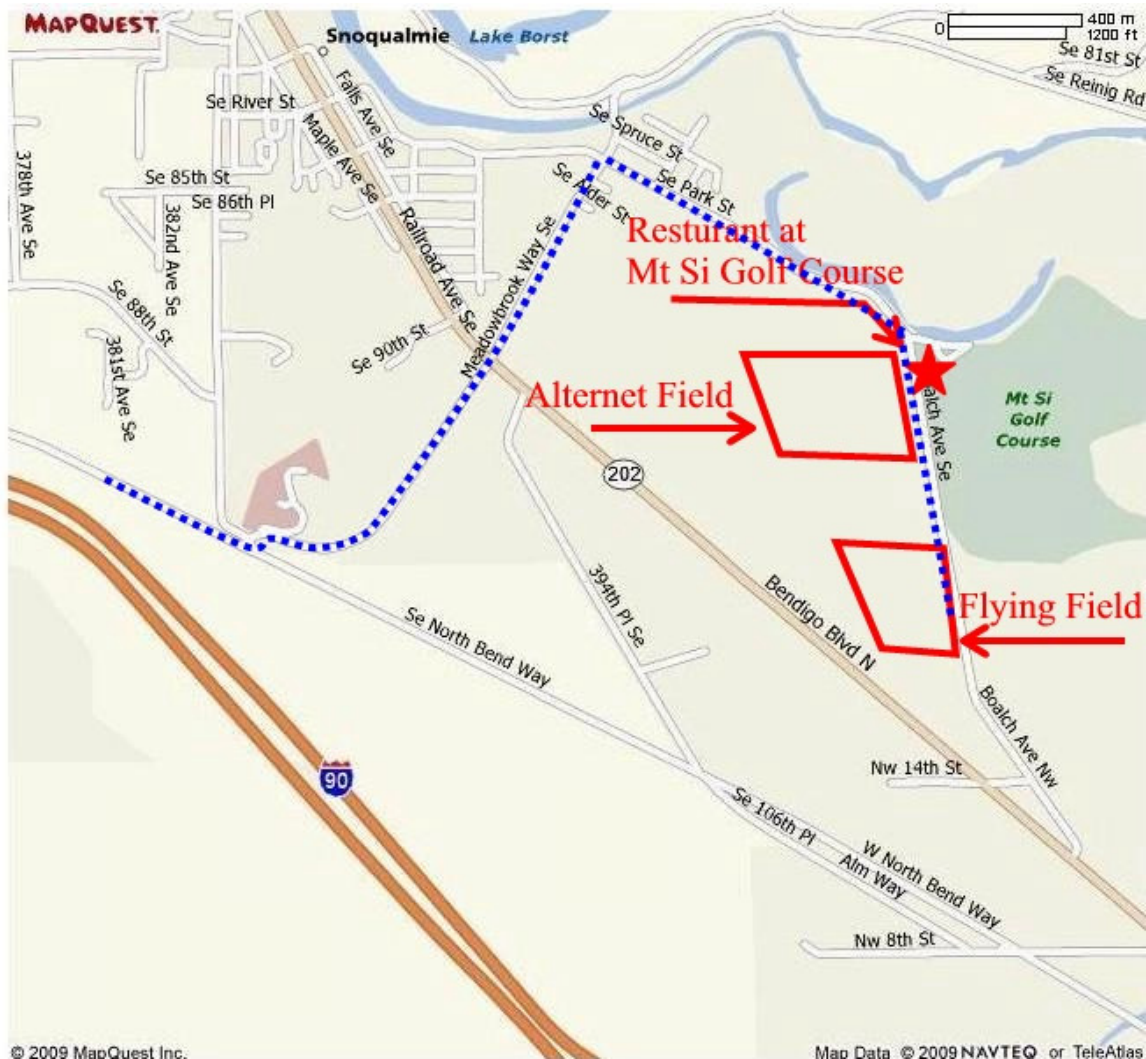 MAPQUEST.
Snoqualmie
Lake Borst
0
400 m
1200 ft
Se 81st St
Se Reinig Rd
Se River St
Falls Ave Se
Maple Ave Se
Se Spruce St
378th Ave Se
Se 85th St
Se 86th Pl
382nd Ave Se
Se Park St
Se Alder St
Railroad Ave Se
Meadowbrook Way Se
Resturant at
Mt Si Golf Course
Se 88th St
381st Ave Se
Se 90th St
Alternet Field
alch Ave Se
Mt Si
Golf
Course
202
394th Pl Se
Bendigo Blvd N
Flying Field
Se North Bend Way
Boalch Ave Nw
90
Nw 14th St
Se 106th Pl
W North Bend Way
Alm Way
Nw 8th St
© 2009 MapQuest Inc.
Map Data © 2009 NAVTEQ or TeleAtlas